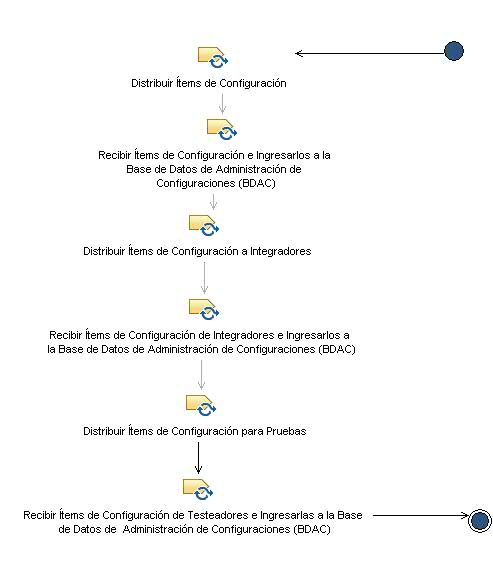 Distribuir Ítems de Configuración
Recibir Ítems de Configuración e Ingresarlos a la
Base de Datos de Administración de
Configuraciones (BDAC)
Distribuir Ítems de Configuración a Integradores
Recibir Ítems de Configuración de Integradores e Ingresarlos a
la Base de Datos de Administración de Configuraciones (BDAC)
Distribuir Ítems de Configuración para Pruebas
Recibir Ítems de Configuración de Testeadores e Ingresarlas a la Base
de Datos de  Administración de Configuraciones (BDAC)